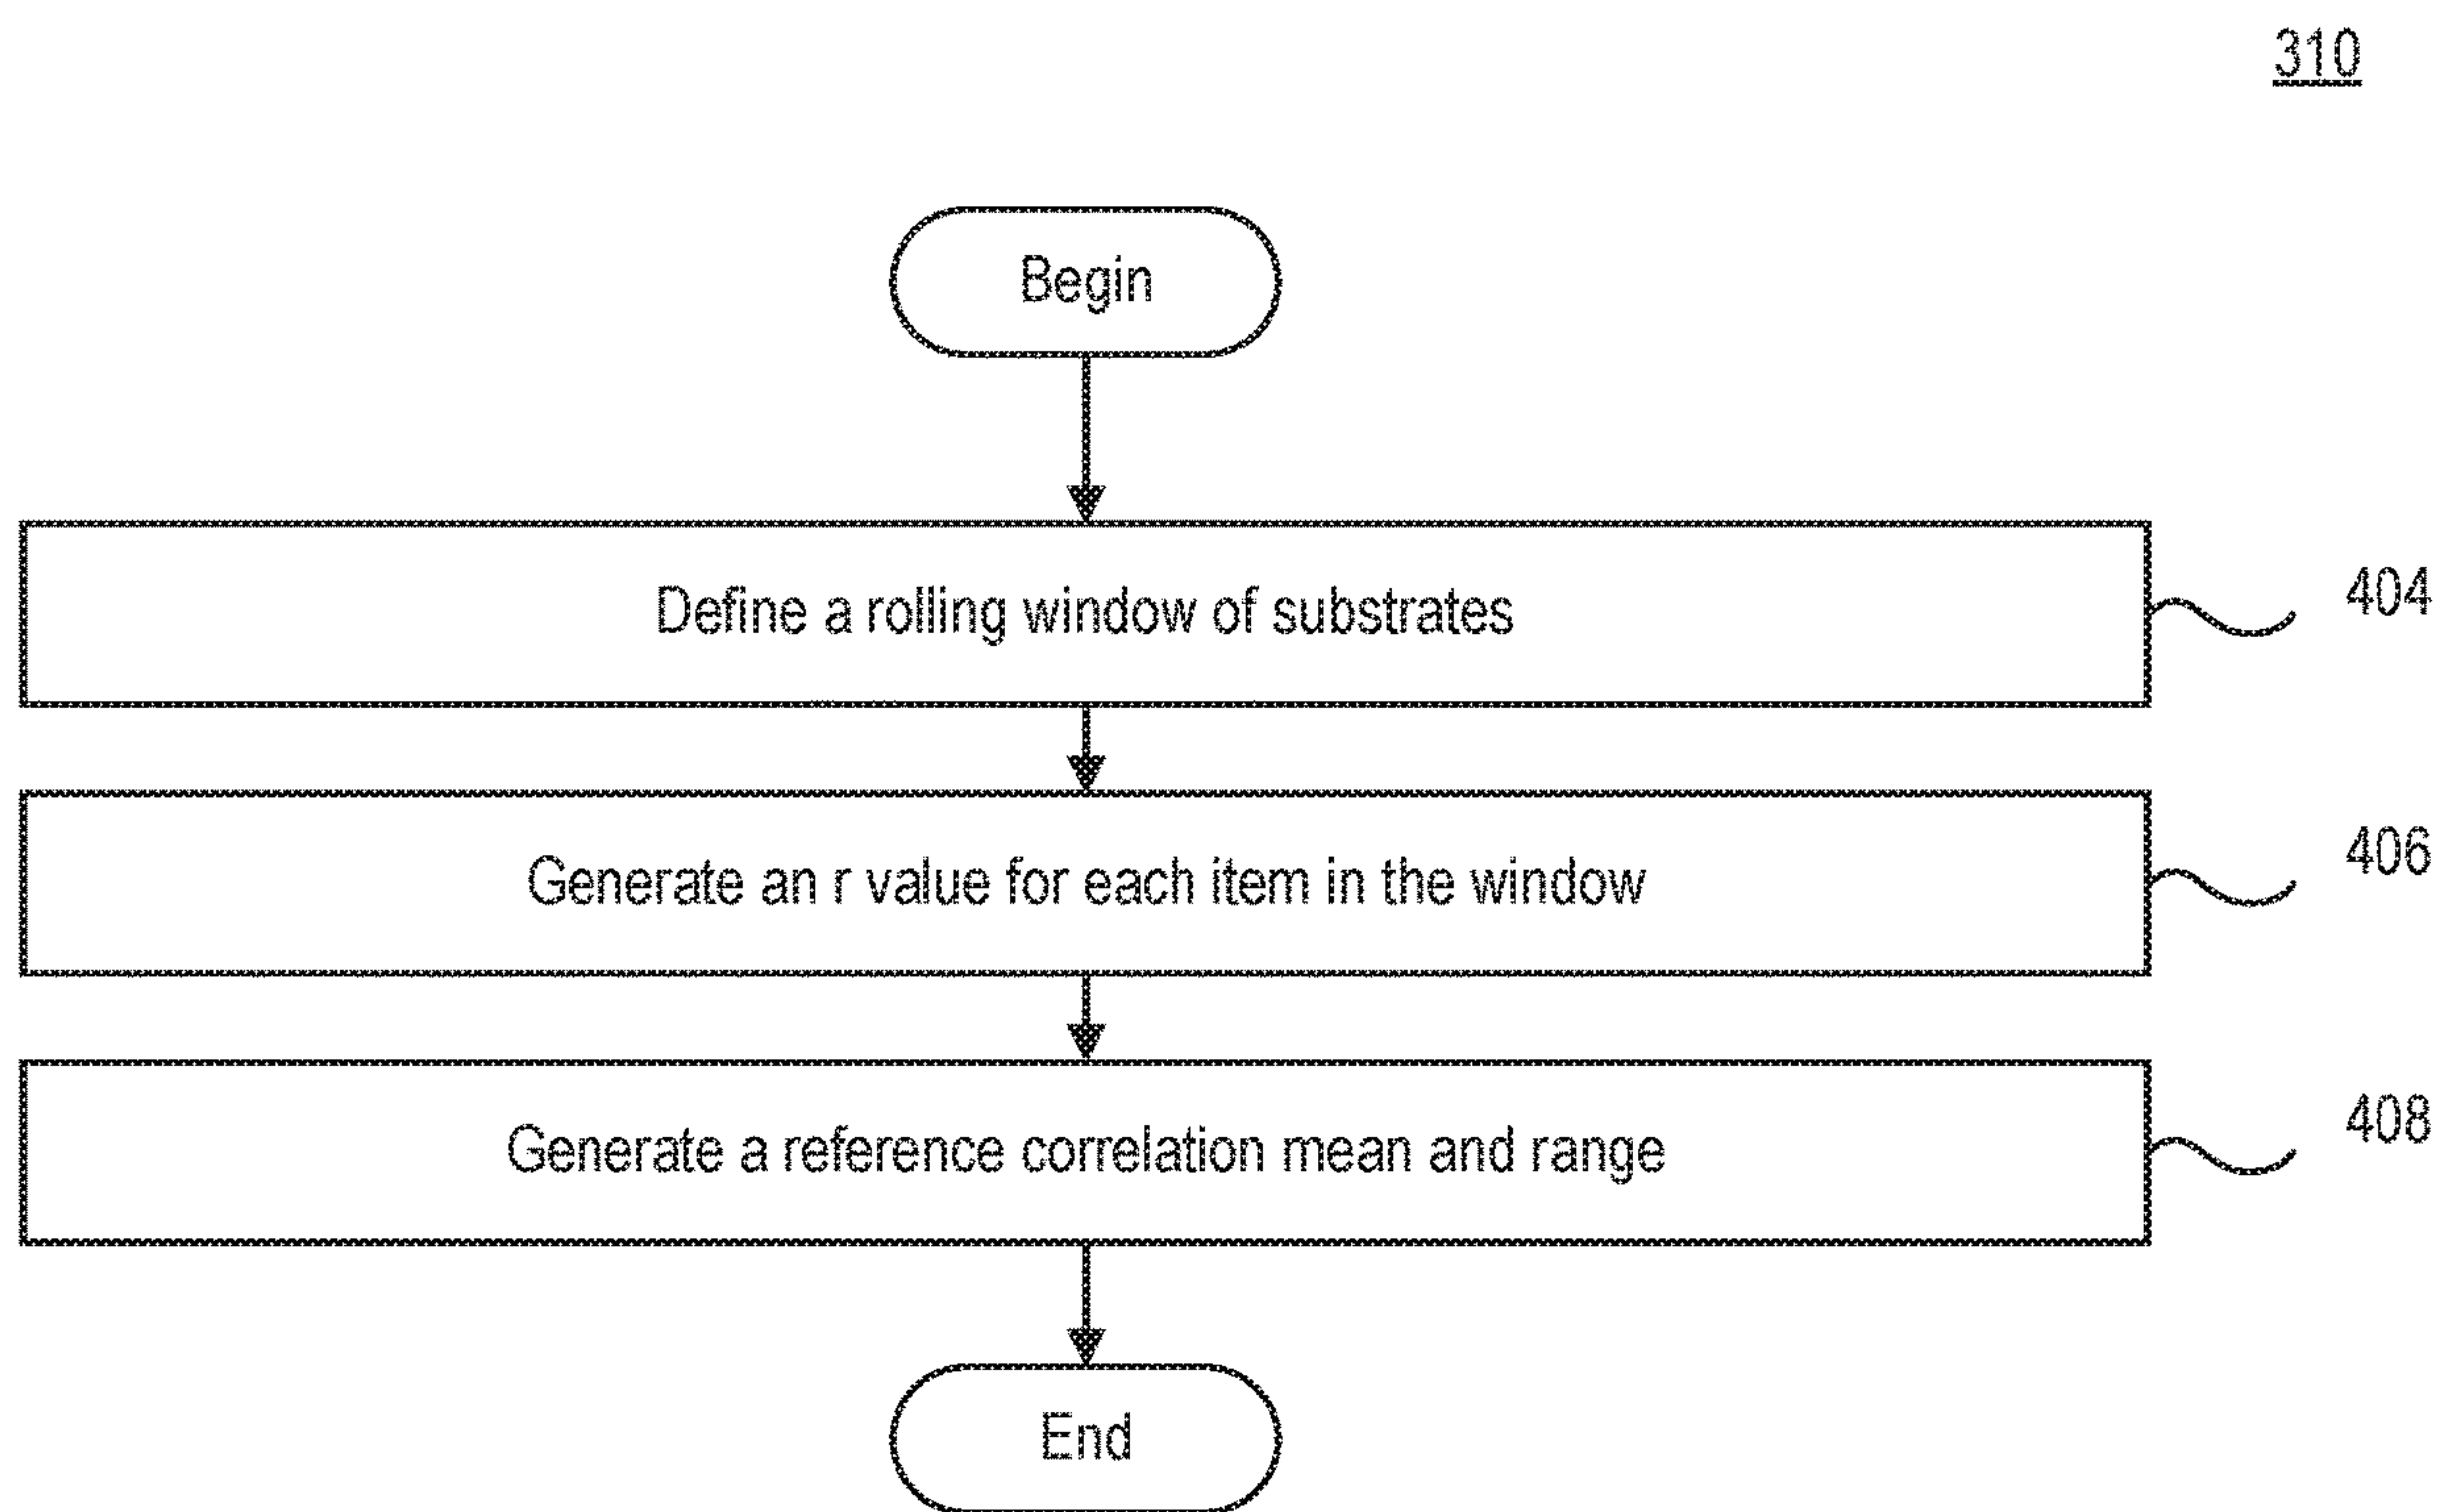 310
Begin
Define a rolling window of substrates
404
Generate an r value for each item in the window
406
Generate a reference correlation mean and range
408
End